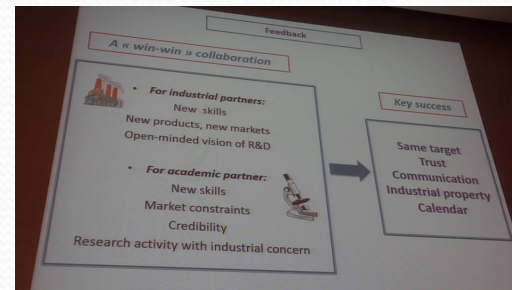 Feedback
A « win-win » collaboration
• For industrial partners:
New skills
New products, new markets
Open-minded vision of R&D
• For academic partner:
New skills
Market constraints
Credibility
Research activity with industrial concern
Key success
Same target
Trust
Communication
Industrial property
Calendar